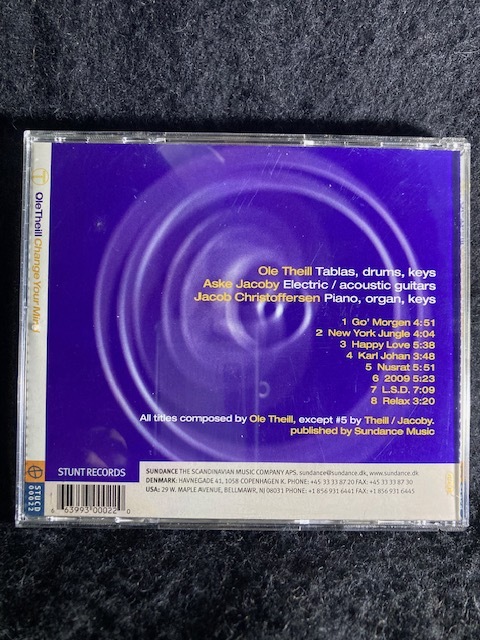 Ole Theill Change Your Mind
Ole Theill Tablas, drums, keys
Aske Jacoby Electric / acoustic guitars
Jacob Christoffersen Piano, organ, keys
1 Go' Morgen 4:51
2 New York Jungle 4:04
3 Happy Love 5:38
4 Karl Johan 3:48
5 Nusrat 5:51
6 2009 5:23
7 L.S.D. 7:09
8 Relax 3:20
All titles composed by Ole Theill, except #5 by Theill / Jacoby.
published by Sundance Music
STUCD
00022
STUNT RECORDS
SUNDANCE THE SCANDINAVIAN MUSIC COMPANY APS. sundance@sundance.dk, www.sundance.dk
DENMARK: HAVNEGADE 41, 1058 COPENHAGEN K. PHONE: +45 33 33 87 20 FAX: +45 33 33 87 30
USA: 29 W. MAPLE AVENUE, BELLMAWR, NJ 08031 PHONE: +1 856 931 6441 FAX: +1 856 931 6445
6 63993 00022 0